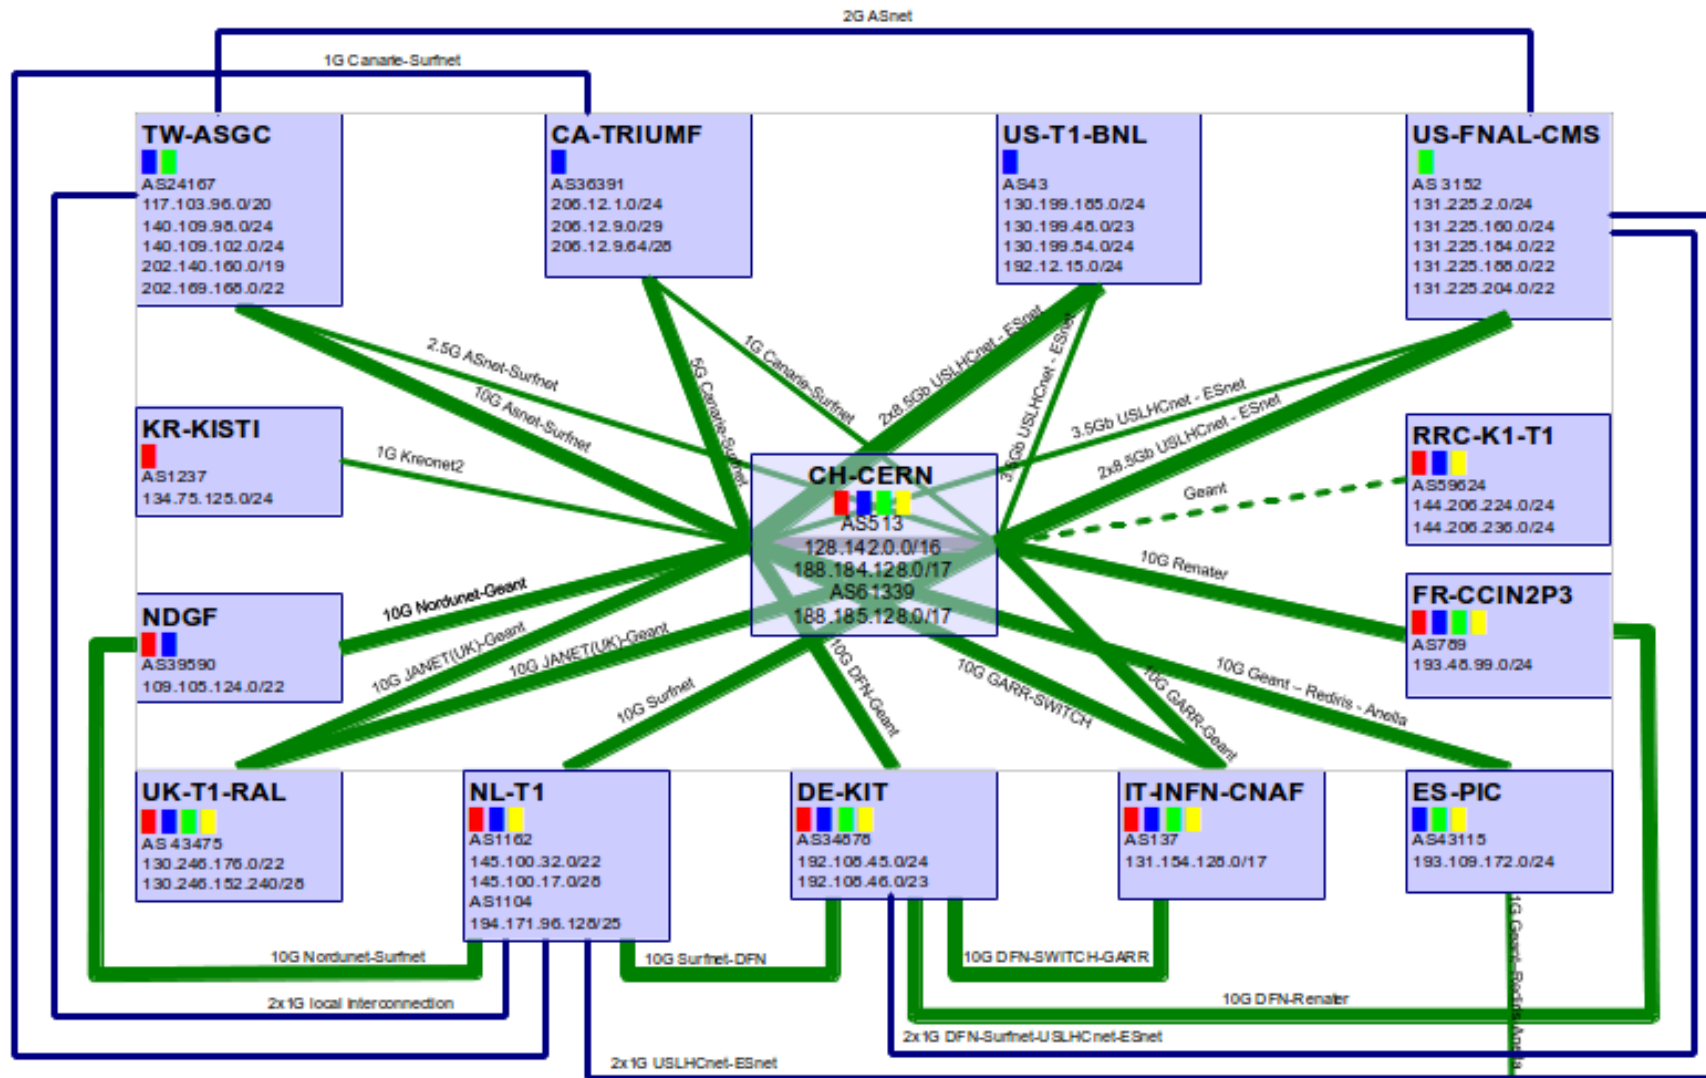 2G ASnet
1G Canarie-Surfnet
TW-ASGC
AS24167
117.103.96.0/20
140.109.98.0/24
140.109.102.0/24
202.140.160.0/19
202.169.168.0/22
CA-TRIUMF
AS36391
206.12.1.0/24
206.12.9.0/29
206.12.9.64/28
US-T1-BNL
AS43
130.199.185.0/24
130.199.48.0/23
130.199.54.0/24
192.12.15.0/24
US-FNAL-CMS
AS 3152
131.225.2.0/24
131.225.160.0/24
131.225.184.0/22
131.225.188.0/22
131.225.204.0/22
2.5G ASnet-Surfnet
10G Asnet-Surfnet
5G Canarie-Surfnet
1G Canarie-Surfnet
2x8.5Gb USLHCnet - ESnet
3.5Gb USLHCnet - ESnet
3.5Gb USLHCnet - ESnet
2x8.5Gb USLHCnet - ESnet
KR-KISTI
AS1237
134.75.125.0/24
1G Kreonet2
CH-CERN
AS513
128.142.0.0/16
188.184.128.0/17
AS61339
188.185.128.0/17
Geant
RRC-K1-T1
AS59624
144.206.224.0/24
144.206.236.0/24
NDGF
AS39590
109.105.124.0/22
10G Nordunet-Geant
10G JANET(UK)-Geant
10G JANET(UK)-Geant
10G Surfnet
10G DFN-Geant
10G GARR-SWITCH
10G GARR-Geant
10G Geant – Rediris - Anella
10G Renater
FR-CCIN2P3
AS789
193.48.99.0/24
UK-T1-RAL
AS 43475
130.246.176.0/22
130.246.152.240/28
NL-T1
AS1162
145.100.32.0/22
145.100.17.0/28
AS1104
194.171.96.128/25
DE-KIT
AS34878
192.108.45.0/24
192.108.46.0/23
IT-INFN-CNAF
AS137
131.154.128.0/17
ES-PIC
AS43115
193.109.172.0/24
10G Nordunet-Surfnet
10G Surfnet-DFN
10G DFN-SWITCH-GARR
2x1G local interconnection
10G DFN-Renater
2x1G DFN-Surfnet-USLHCnet-ESnet
2x1G USLHCnet-ESnet